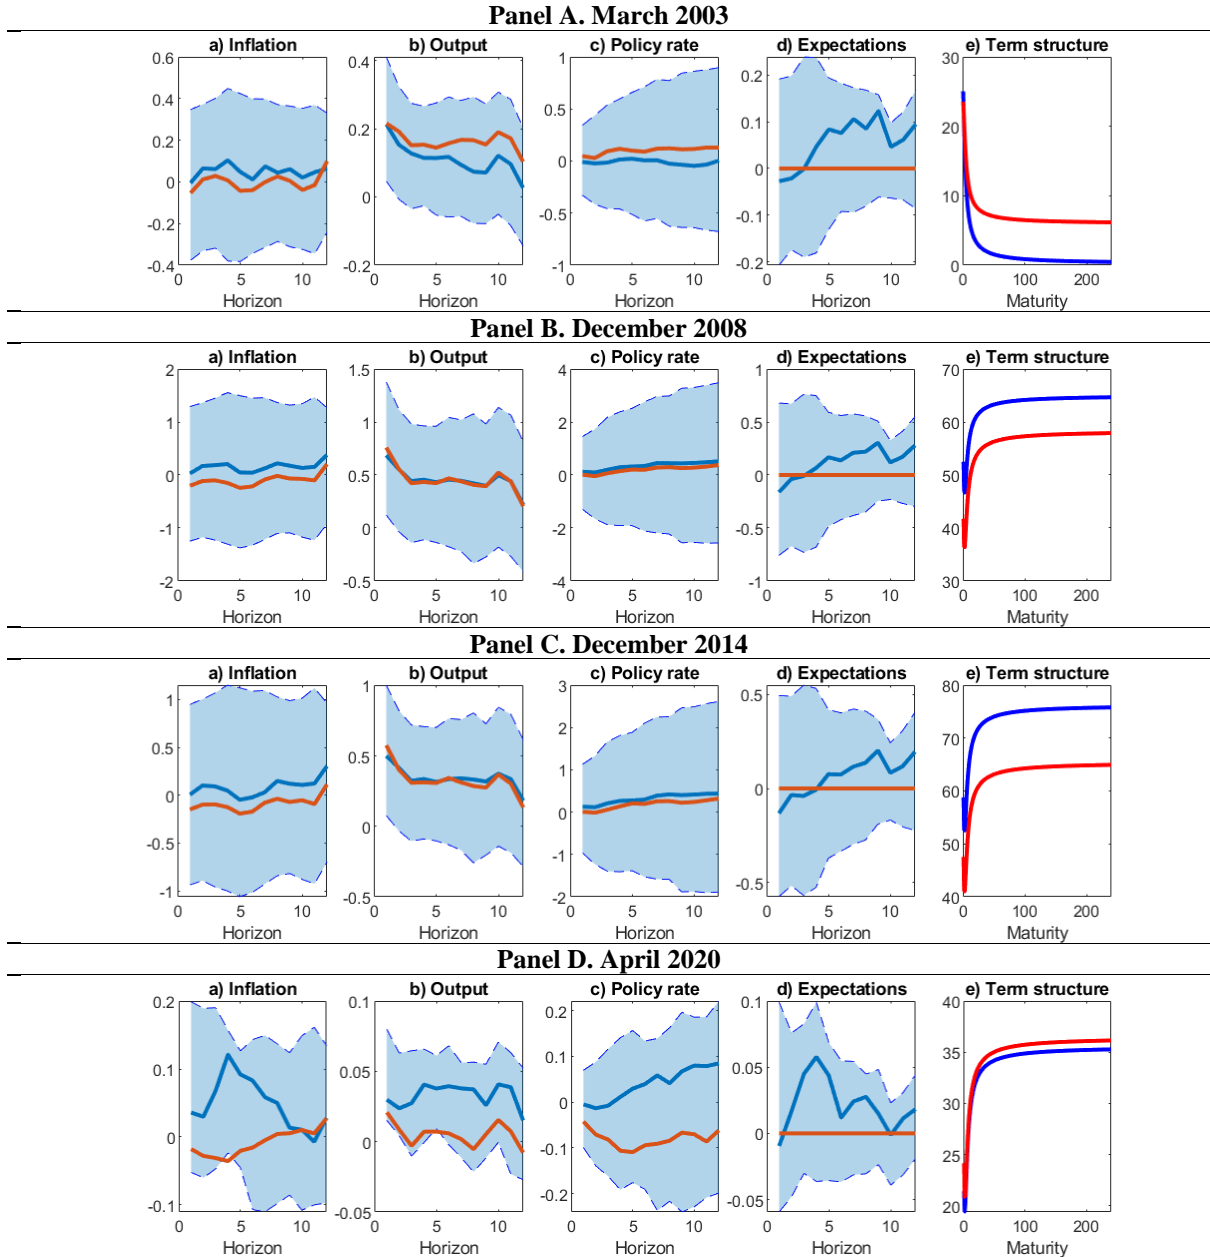 Panel A. March 2003
a) Inflation b) Output c) Policy rate d) Expectations e) Term structure
0.6 0.4 0.2 0 -0.2 -0.4
0 5 10
Horizon
0.4 0.2 0 -0.2
0 5 10
Horizon
1 0.5 0 -0.5 -1
0 5 10
Horizon
0.2 0.1 0 -0.1 -0.2
0 5 10
Horizon
30 20 10 0
0 100 200
Maturity
Panel B. December 2008
a) Inflation b) Output c) Policy rate d) Expectations e) Term structure
2 1 0 -1 -2
0 5 10
Horizon
1.5 1 0.5 0 -0.5
0 5 10
Horizon
4 2 0 -2 -4
0 5 10
Horizon
1 0.5 0 -0.5 -1
0 5 10
Horizon
70 60 50 40 30
0 100 200
Maturity
Panel C. December 2014
a) Inflation b) Output c) Policy rate d) Expectations e) Term structure
1 0.5 0 -0.5 -1
0 5 10
Horizon
1 0.5 0 -0.5
0 5 10
Horizon
3 2 1 0 -1 -2
0 5 10
Horizon
0.5 0 -0.5
0 5 10
Horizon
80 70 60 50 40
0 100 200
Maturity
Panel D. April 2020
a) Inflation b) Output c) Policy rate d) Expectations e) Term structure
0.2 0.1 0 -0.1
0 5 10
Horizon
0.1 0.05 0 -0.05
0 5 10
Horizon
0.2 0.1 0 -0.1 -0.2
0 5 10
Horizon
0.1 0.05 0 -0.05
0 5 10
Horizon
40 35 30 25 20
0 100 200
Maturity